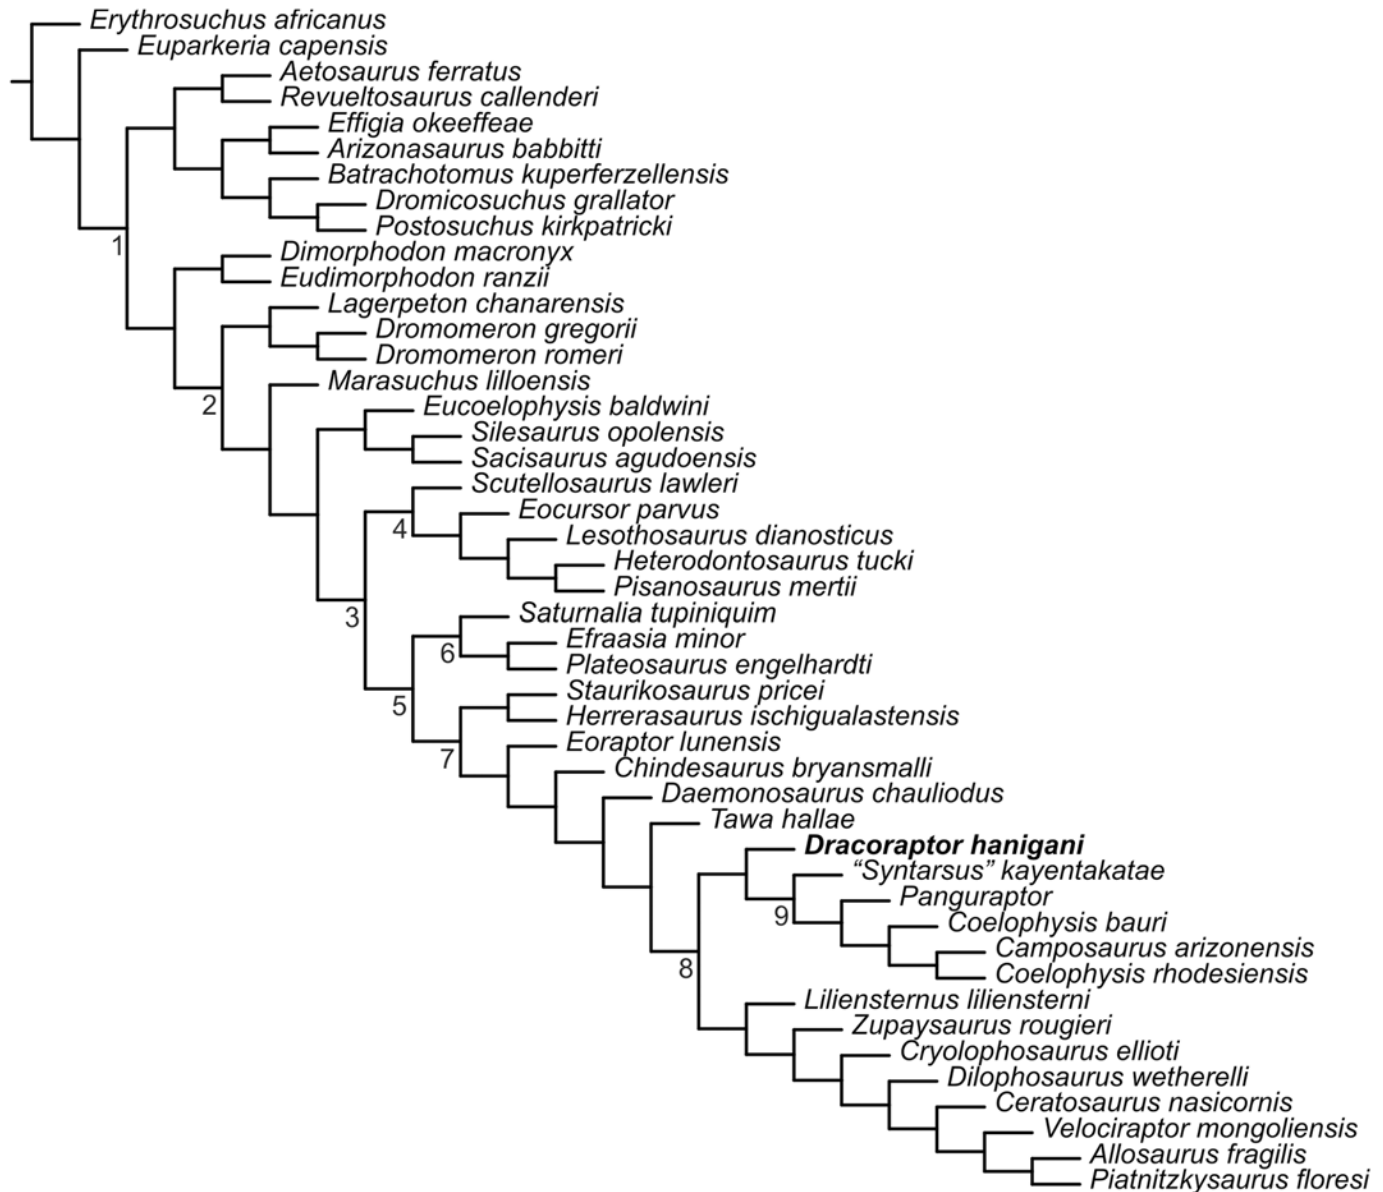 Erythrosuchus africanus
Euparkeria capensis
Aetosaurus ferratus
Revueltosaurus callenderi
Effigia okeeffeae
Arizonasaurus babbitti
Batrachotomus kuperferzellensis
Dromicosuchus grallator
Postosuchus kirkpatricki
1
Dimorphodon macronyx
Eudimorphodon ranzii
Lagerpeton chanarensis
Dromomeron gregorii
Dromomeron romeri
Marasuchus lilloensis
2
Eucoelophysis baldwini
Silesaurus opolensis
Sacisaurus agudoensis
Scutellosaurus lawleri
Eocursor parvus
4
Lesothosaurus dianosticus
Heterodontosaurus tucki
Pisanosaurus mertii
Saturnalia tupiniquim
3
Efraasia minor
6
Plateosaurus engelhardti
Staurikosaurus pricei
5
Herrerasaurus ischigualastensis
Eoraptor lunensis
7
Chindesaurus bryansmalli
Daemonosaurus chauliodus
Tawa hallae
Dracoraptor hanigani
“Syntarsus” kayentakatae
Panguraptor
9
Coelophysis bauri
Camposaurus arizonensis
8
Coelophysis rhodesiensis
Liliensternus liliensterni
Zupaysaurus rougieri
Cryolophosaurus ellioti
Dilophosaurus wetherelli
Ceratosaurus nasicornis
Velociraptor mongoliensis
Allosaurus fragilis
Piatnitzkysaurus floresi